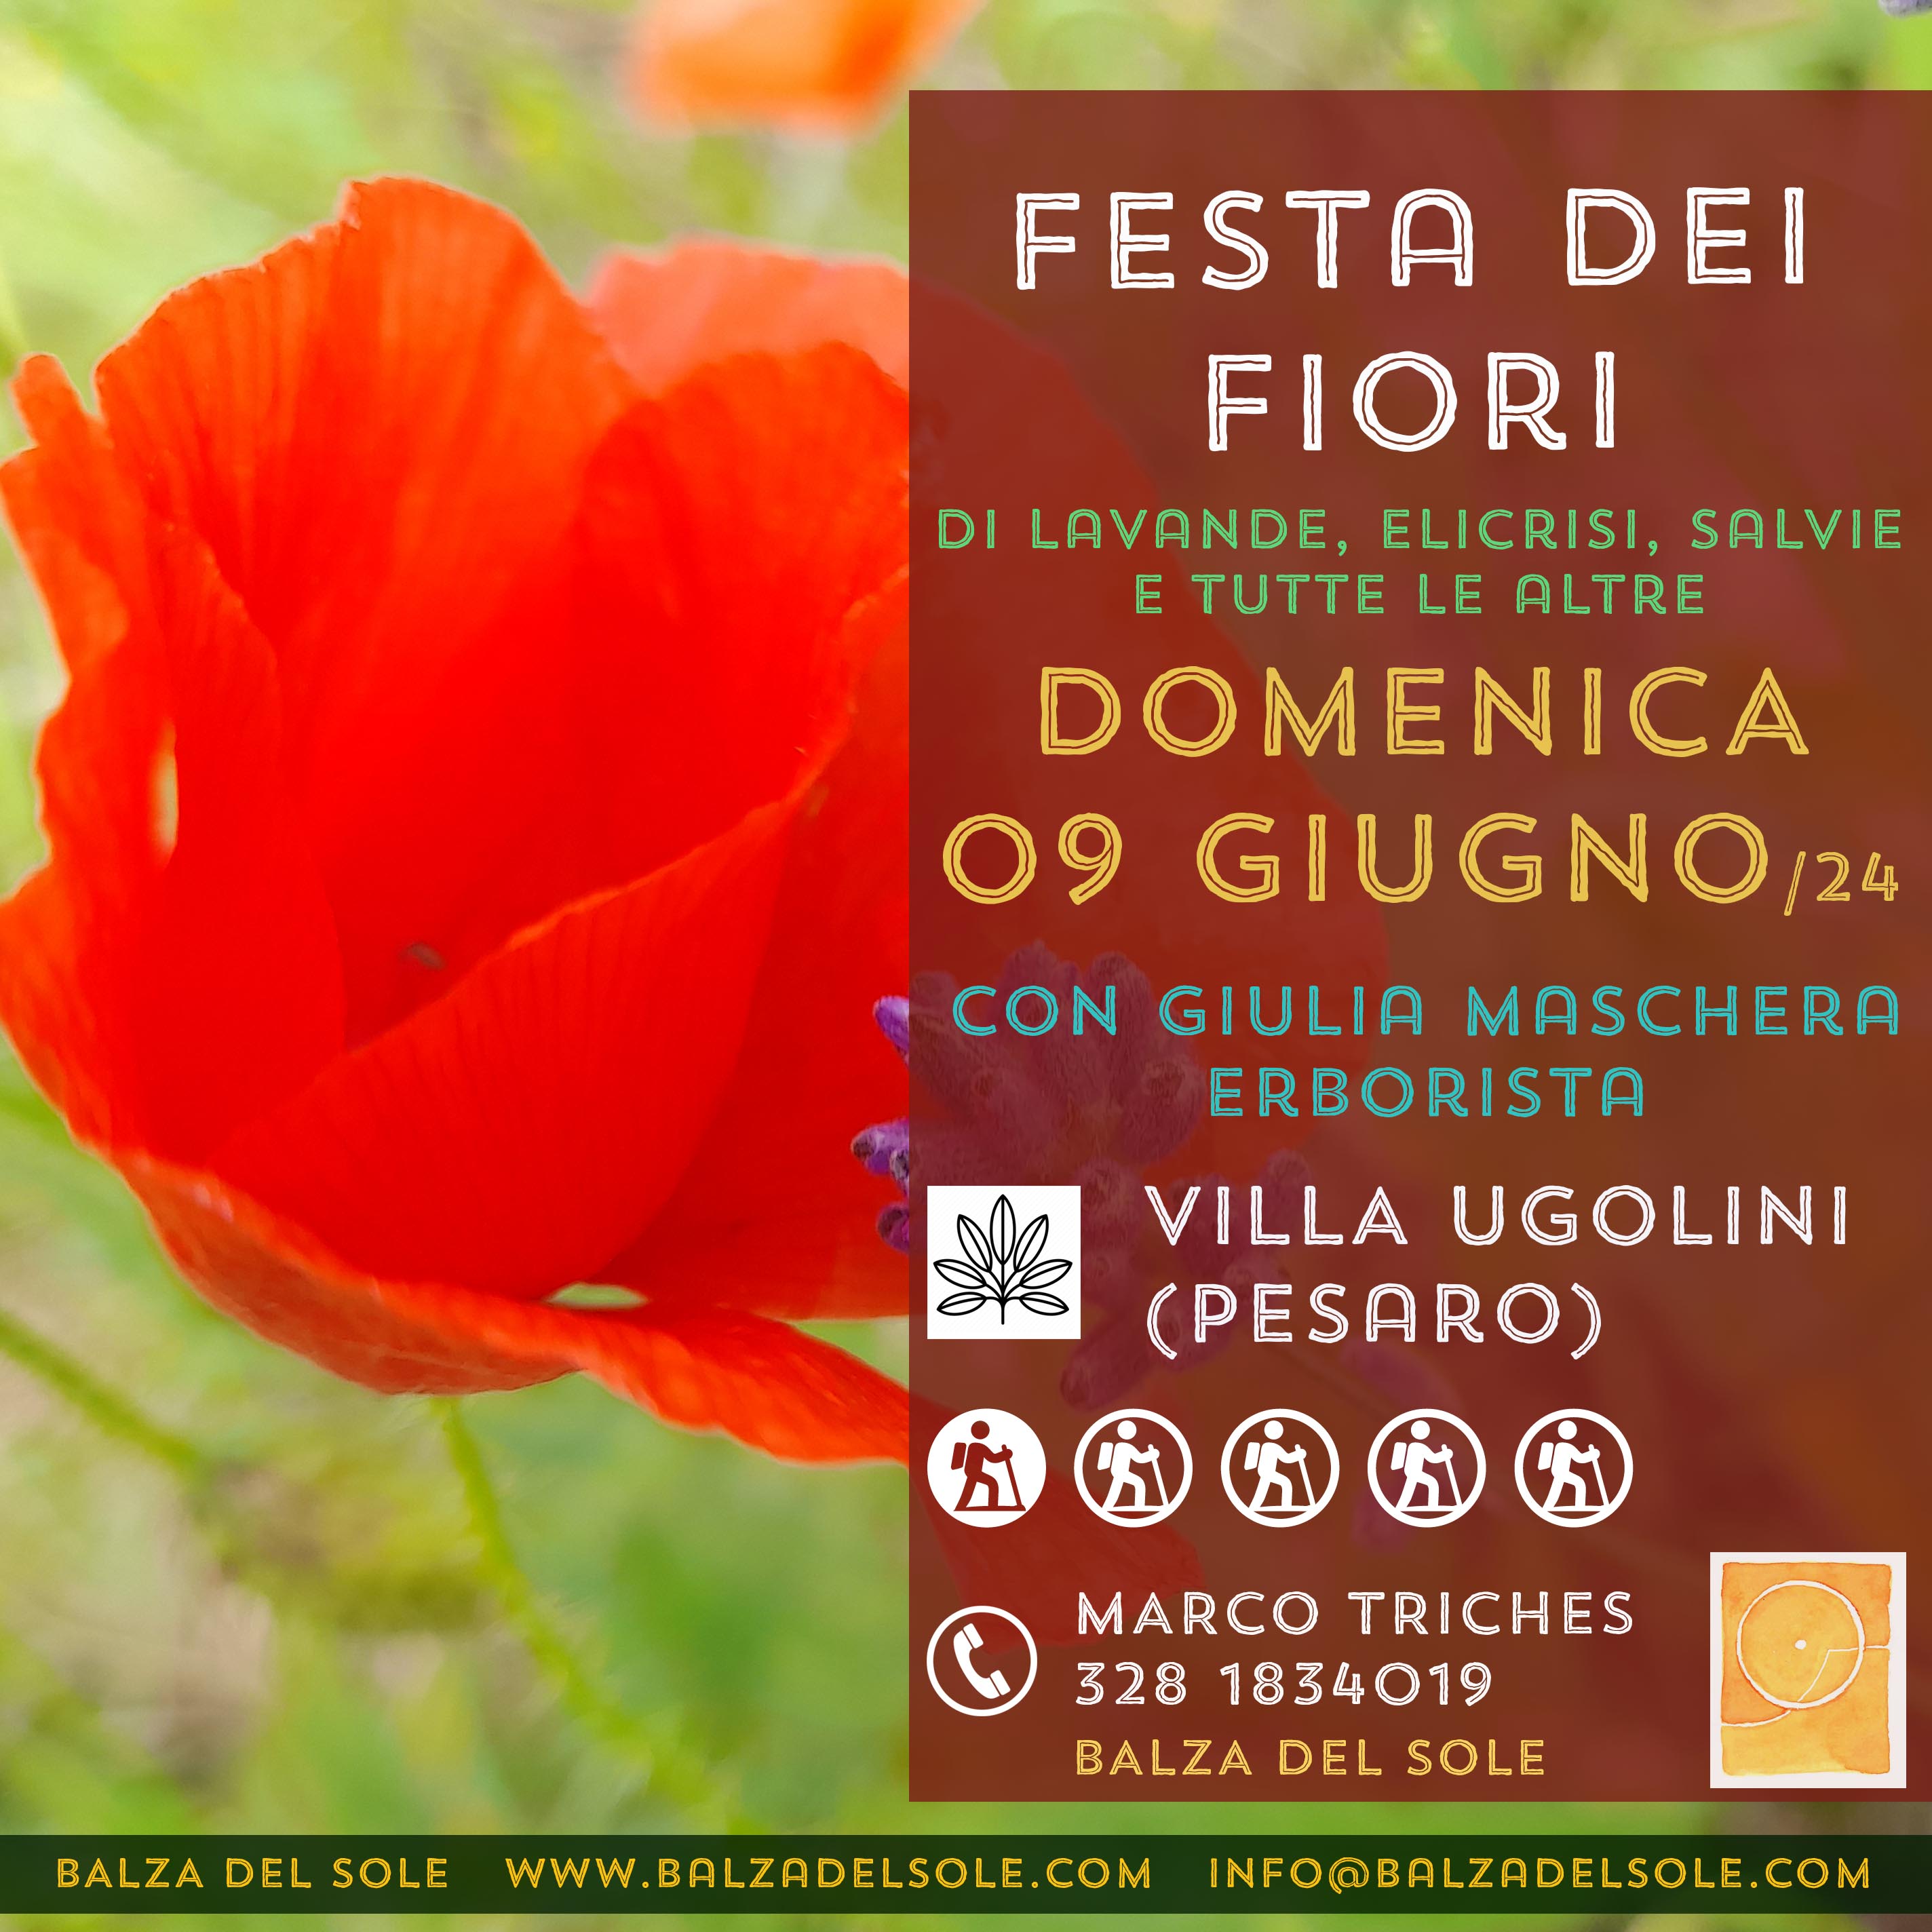 FESTA DEI
FIORI
DI LAVANDE, ELICRISI, SALVIE
E TUTTE LE ALTRE
DOMENICA
09 GIUGNO/24
CON GIULIA MASCHERA
ERBORISTA
VILLA UGOLINI
(PESARO)
MARCO TRICHES
328 1834019
BALZA DEL SOLE
BALZA DEL SOLE WWW.BALZADELSOLE.COM INFO@BALZADELSOLE.COM